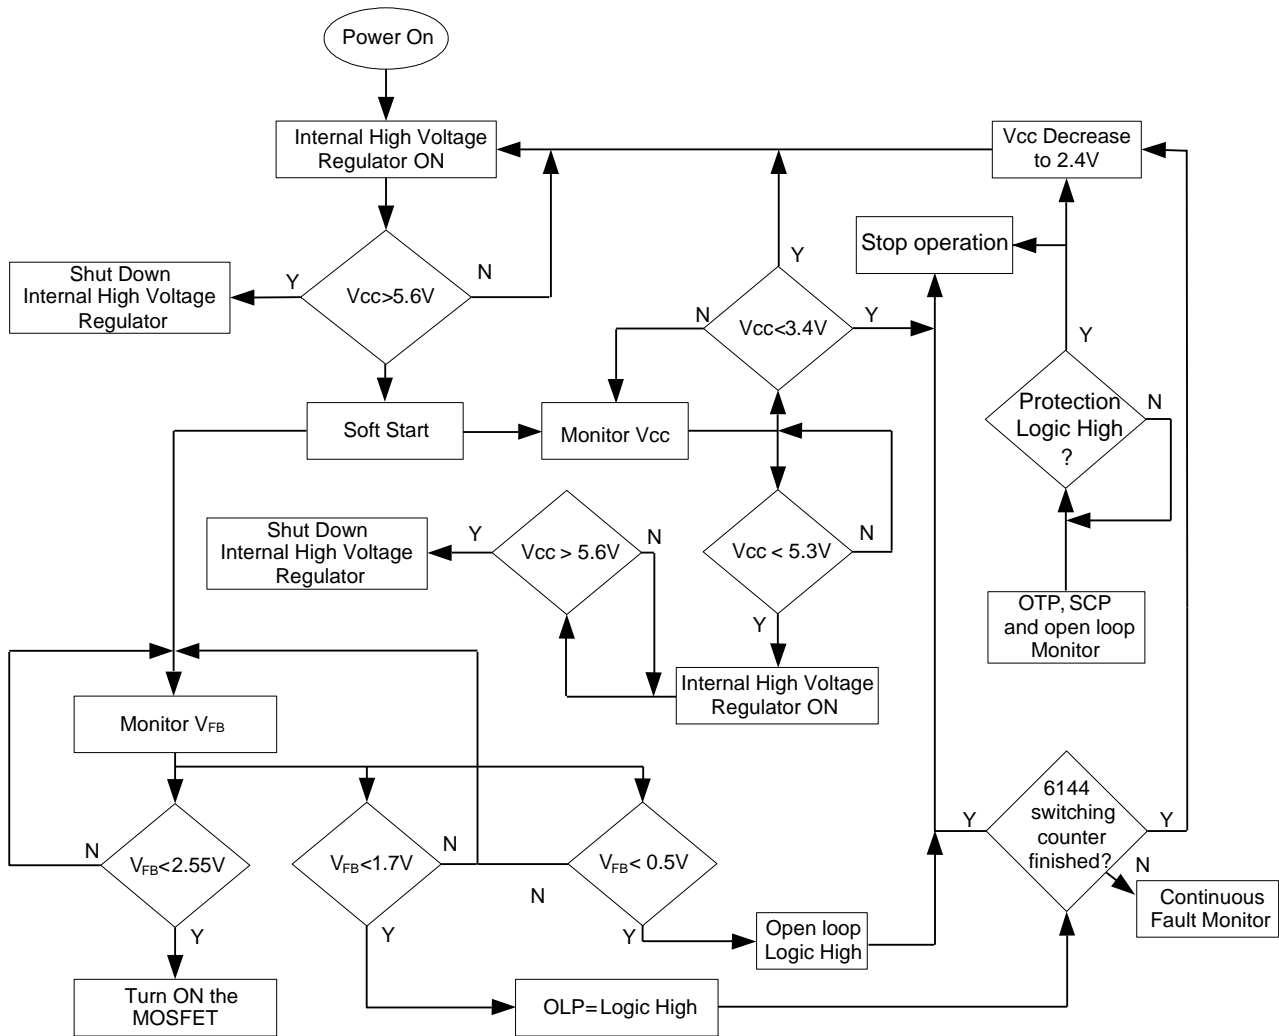 Power On
Internal High Voltage
Regulator ON
Vcc Decrease
to 2.4V
Stop operation
Shut Down
Internal High Voltage
Regulator
Y
Vcc>5.6V
N
Y
N
Vcc<3.4V
Y
Y
Protection
Logic High
?
N
Soft Start
Monitor Vcc
Shut Down
Internal High Voltage
Regulator
Y
Vcc > 5.6V
N
Vcc < 5.3V
N
Y
OTP, SCP
and open loop
Monitor
Internal High Voltage
Regulator ON
Monitor VFB
N
VFB<2.55V
Y
VFB<1.7V
N
Y
N
VFB< 0.5V
Y
Y
6144
switching
counter
finished?
Y
N
Continuous
Fault Monitor
Open loop
Logic High
Turn ON the
MOSFET
OLP=Logic High